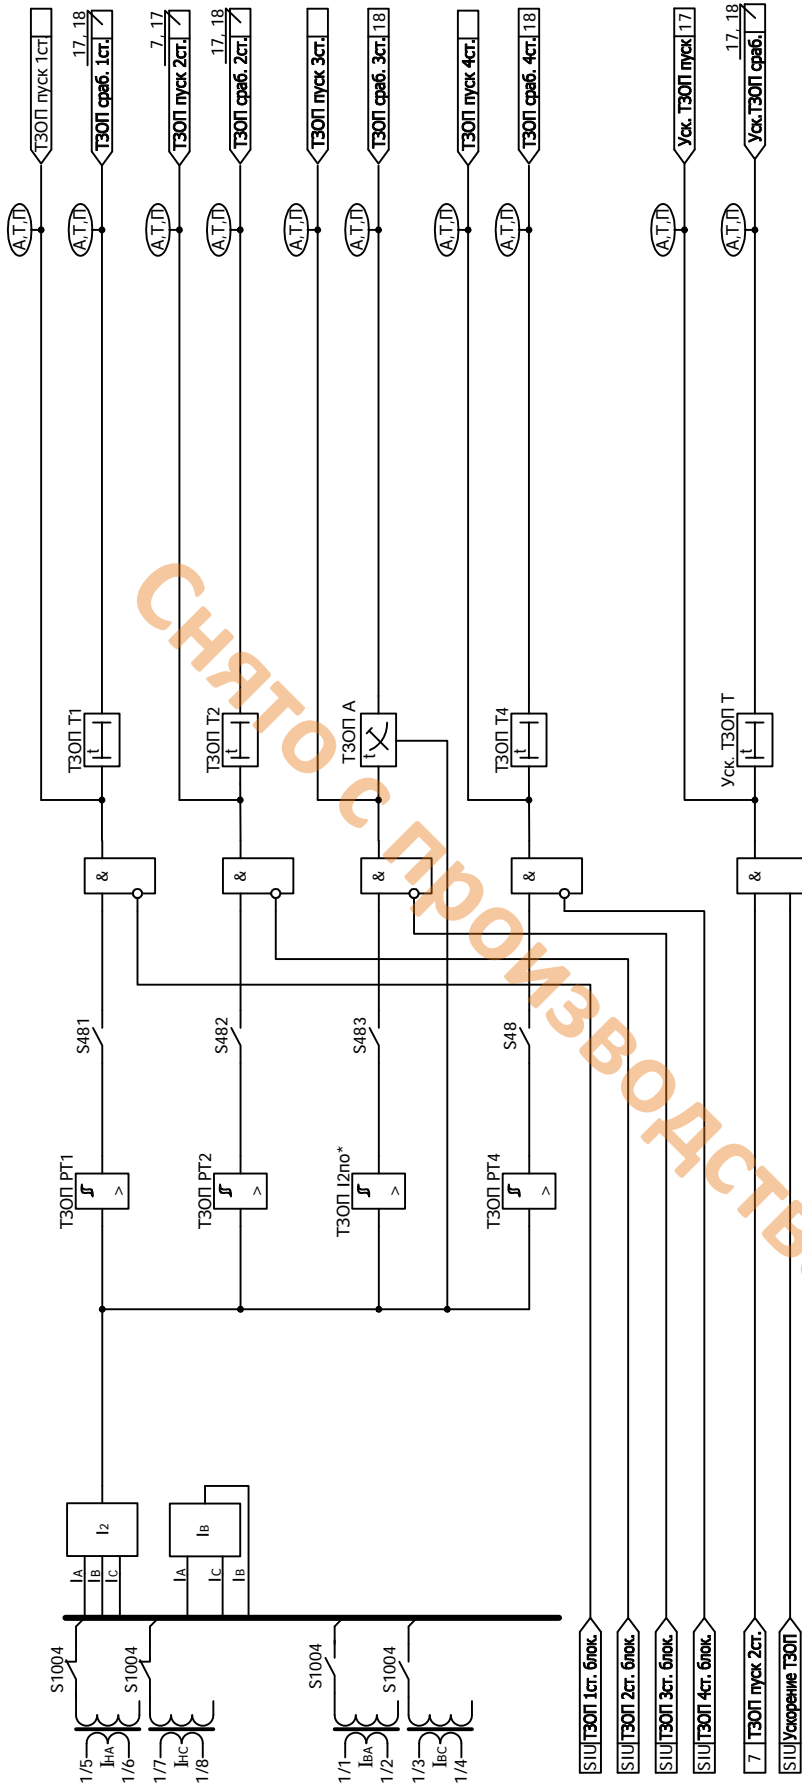 ТЗОП пуск 1ст.
17, 18
ТЗОП сраб. 1ст.
7, 17
ТЗОП пуск 2ст.
17, 18
ТЗОП сраб. 2ст.
ТЗОП пуск 3ст.
ТЗОП сраб. 3ст. 18
ТЗОП пуск 4ст.
ТЗОП сраб. 4ст. 18
Уск. ТЗОП пуск 17
17, 18
Уск.ТЗОП сраб.
А,Т,П
А,Т,П
А,Т,П
А,Т,П
А,Т,П
А,Т,П
А,Т,П
А,Т,П
А,Т,П
А,Т,П
ТЗОП Т1
t
ТЗОП Т2
t
ТЗОП А
t
ТЗОП Т4
t
Уск. ТЗОП Т
t
&
&
&
&
&
S481
S482
S483
S48
ТЗОП РТ1
>
ТЗОП РТ2
>
ТЗОП I2по*
>
ТЗОП РТ4
>
I2
IA
IB
IC
IB
IA
IC
IB
S1004
S1004
S1004
S1004
1/5
IНА
1/6
1/7
IНС
1/8
1/1
IВА
1/2
1/3
IВС
1/4
SIU ТЗОП 1ст. блок.
SIU ТЗОП 2ст. блок.
SIU ТЗОП 3ст. блок.
SIU ТЗОП 4ст. блок.
7 ТЗОП пуск 2ст.
SIU Ускорение ТЗОП
Снято с производств